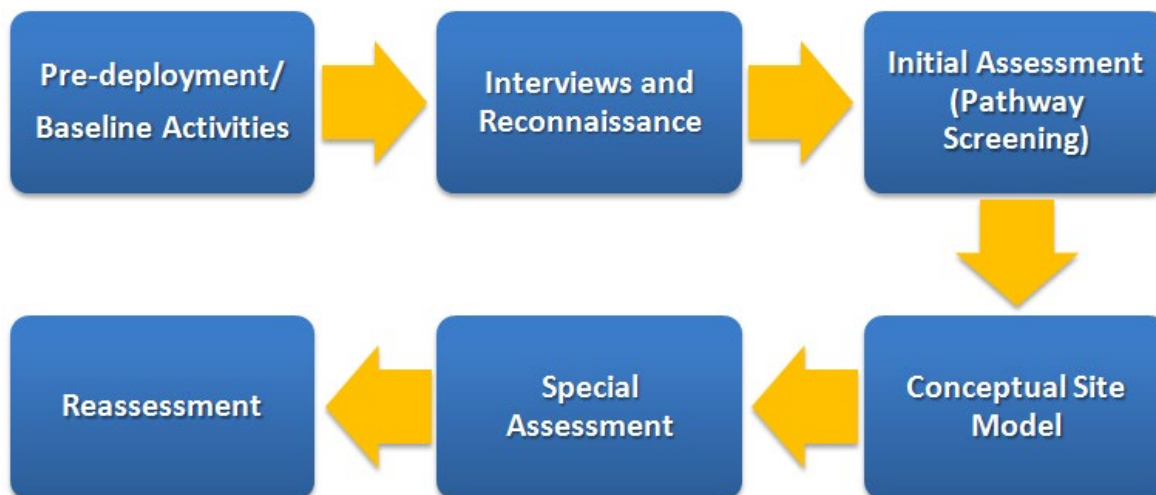 Pre-deployment/
Baseline Activities
Interviews and
Reconnaissance
Initial Assessment
(Pathway
Screening)
Conceptual Site
Model
Special
Assessment
Reassessment